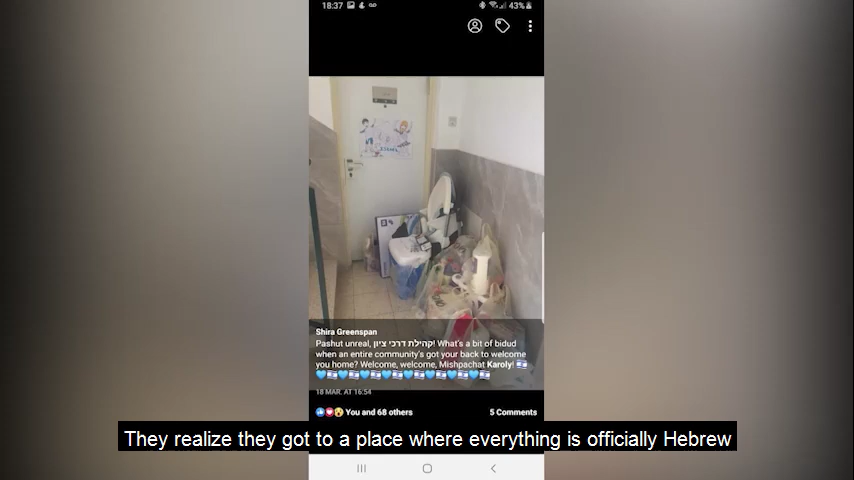 18:37
43%
Shira Greenspan
Pashut unreal, קהילת דרכי ציון! What's a bit of bidud
when an entire community's got your back to welcome
you home? Welcome, welcome, Mishpachat Karoly!
18 MAR. AT 16:54
You and 68 others
5 Comments
They realize they got to a place where everything is officially Hebrew